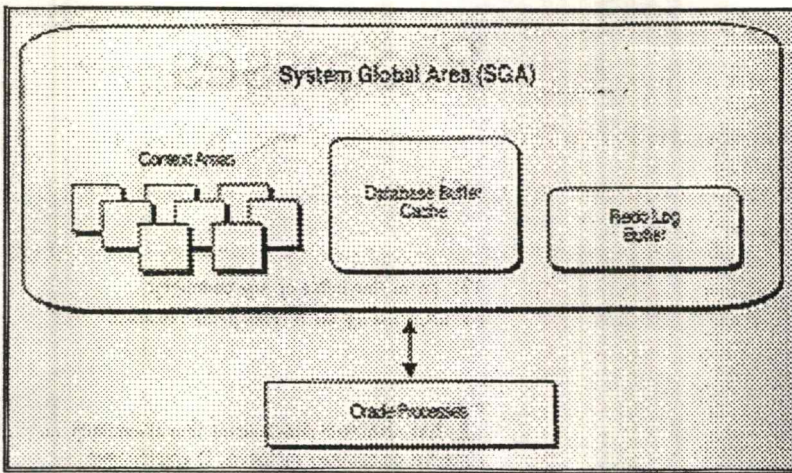 System Global Area (SGA)
Context Areas
Database Buffer
Cache
Redo Log
Buffer
Oracle Processes